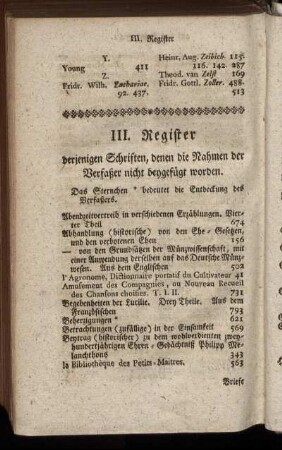 III. Register
Y.
Young 411
Z.
Fridr. Wilh. Zachariae.
92. 437.
Heinr. Aug. Zeibich. 115.
116. 142. 287
Theod. van Zelst 169
Fridr. Gottl. Zoller. 488-
513
III. Register
derjenigen Schriften, denen die Nahmen der
Verfaßer nicht beygefügt worden.
Das Sternchen * bedeutet die Entdeckung des
Verfaßers.
Abendzeitvertreib in verschiedenen Erzählungen. Vier-
ter Theil 674
Abhandlung (historische) von den Ehe-Gesetzen,
und den verbotenen Ehen 156
— von den Grundsätzen der Münzwissenschaft, mit
einer Anwendung derselben auf das Deutsche Münz-
wesen. Aus dem Englischen 502
l'Agronome, Dictionnaire portatif du Cultivateur 41
Amusement des Compagnies, ou Nouveau Recueil
des Chansons choisies. T. I. II. 731
Begebenheiten der Lucilie. Drey Theile. Aus dem
Französischen 793
Beherzigungen * 621
Betrachtungen (zufällige) in der Einsamkeit 569
Beytrag (historischer) zu dem wohlverdienten zwey-
hundertjährigen Ehren-Gedächtniß Philipp Me-
lanchthons 343
la Bibliothèque des Petits-Maitres. 563
Briefe